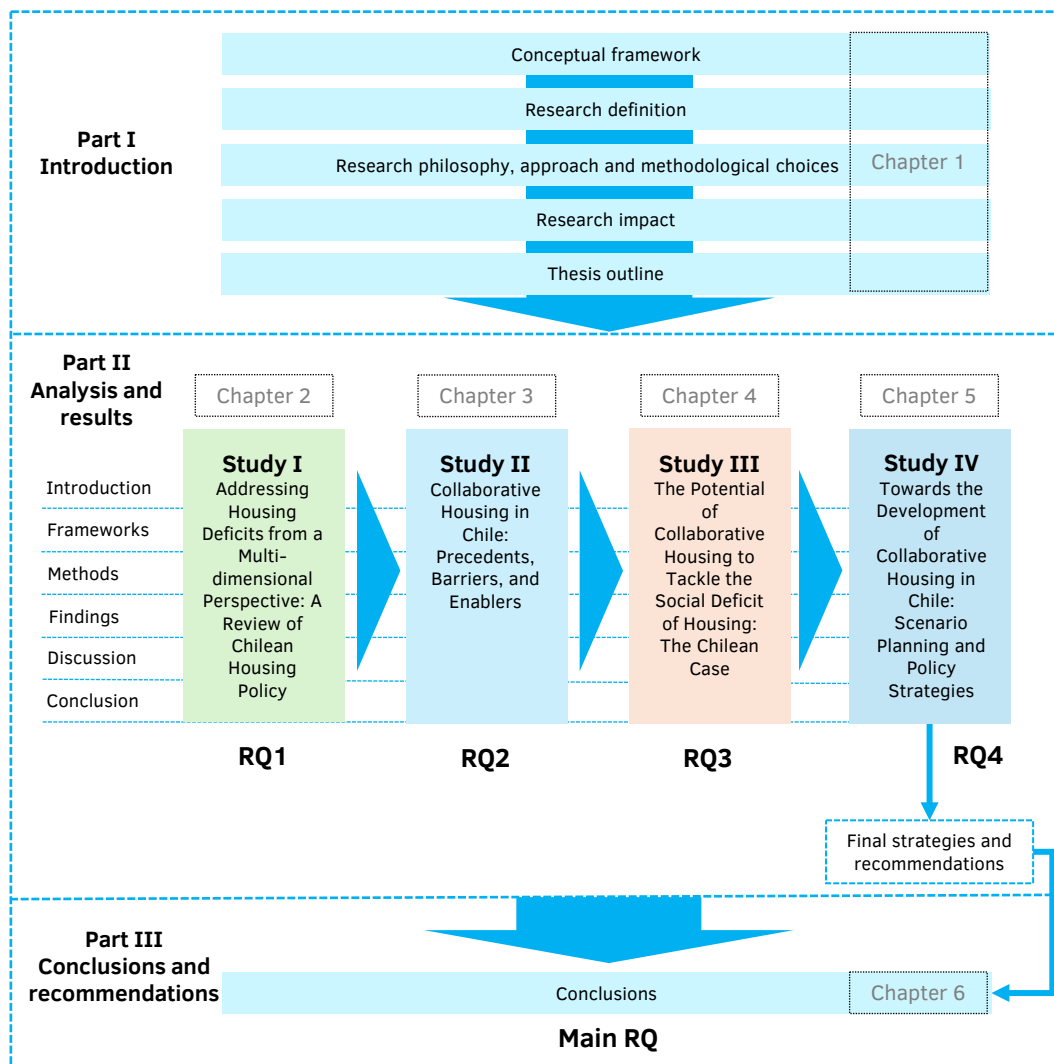 Part I
Introduction
Conceptual framework
Research definition
Research philosophy, approach and methodological choices
Research impact
Thesis outline
Chapter 1
Part II
Analysis and
results
Chapter 2
Chapter 3
Chapter 4
Chapter 5
Introduction
Frameworks
Methods
Findings
Discussion
Conclusion
Study I
Addressing
Housing
Deficits from a
Multi-
dimensional
Perspective: A
Review of
Chilean
Housing
Policy
Study II
Collaborative
Housing in
Chile:
Precedents,
Barriers, and
Enablers
Study III
The Potential
of
Collaborative
Housing to
Tackle the
Social Deficit
of Housing:
The Chilean
Case
Study IV
Towards the
Development
of
Collaborative
Housing in
Chile:
Scenario
Planning and
Policy
Strategies
RQ1
RQ2
RQ3
RQ4
Final strategies and
recommendations
Part III
Conclusions and
recommendations
Conclusions
Chapter 6
Main RQ